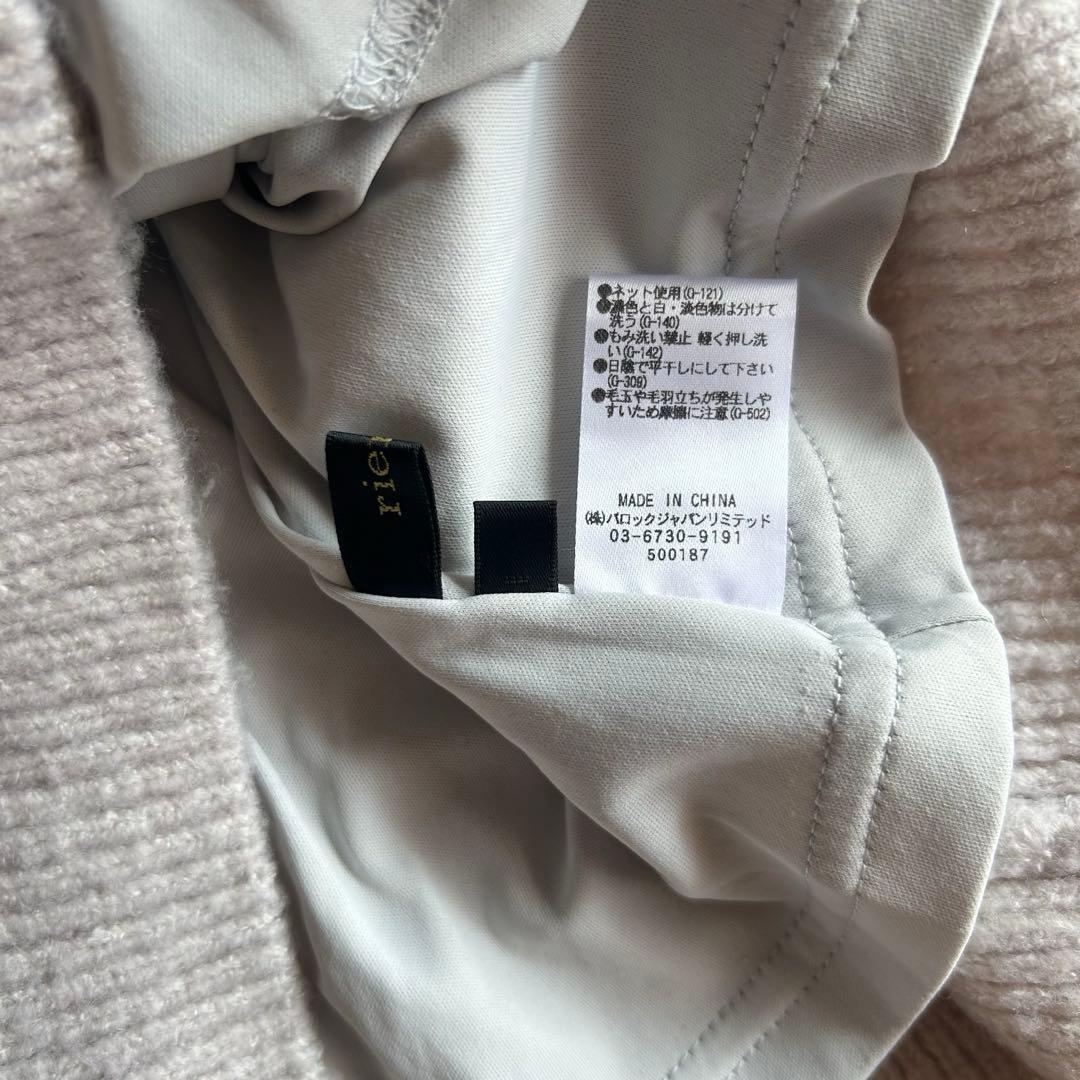 ●ネット使用(G-121)
●濃色と白・淡色物は分けて
洗う(G-140)
●もみ洗い禁止 軽く押し洗
い(G-142)
●日陰で平干しにして下さい
(G-309)
●毛玉や毛羽立ちが発生しや
すいため摩擦に注意(G-502)
MADE IN CHINA
(株)バロックジャパンリミテッド
03-6730-9191
500187
rie